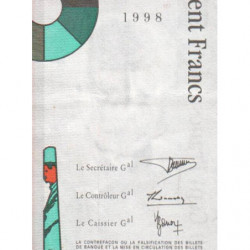 1998
ent Francs
Le Secrétaire Gal
Le Contrôleur Gal
Le Caissier Gal
LA CONTREFAÇON OU LA FALSIFICATION DES BILLETS
DE BANQUE ET LA MISE EN CIRCULATION DES BILLETS